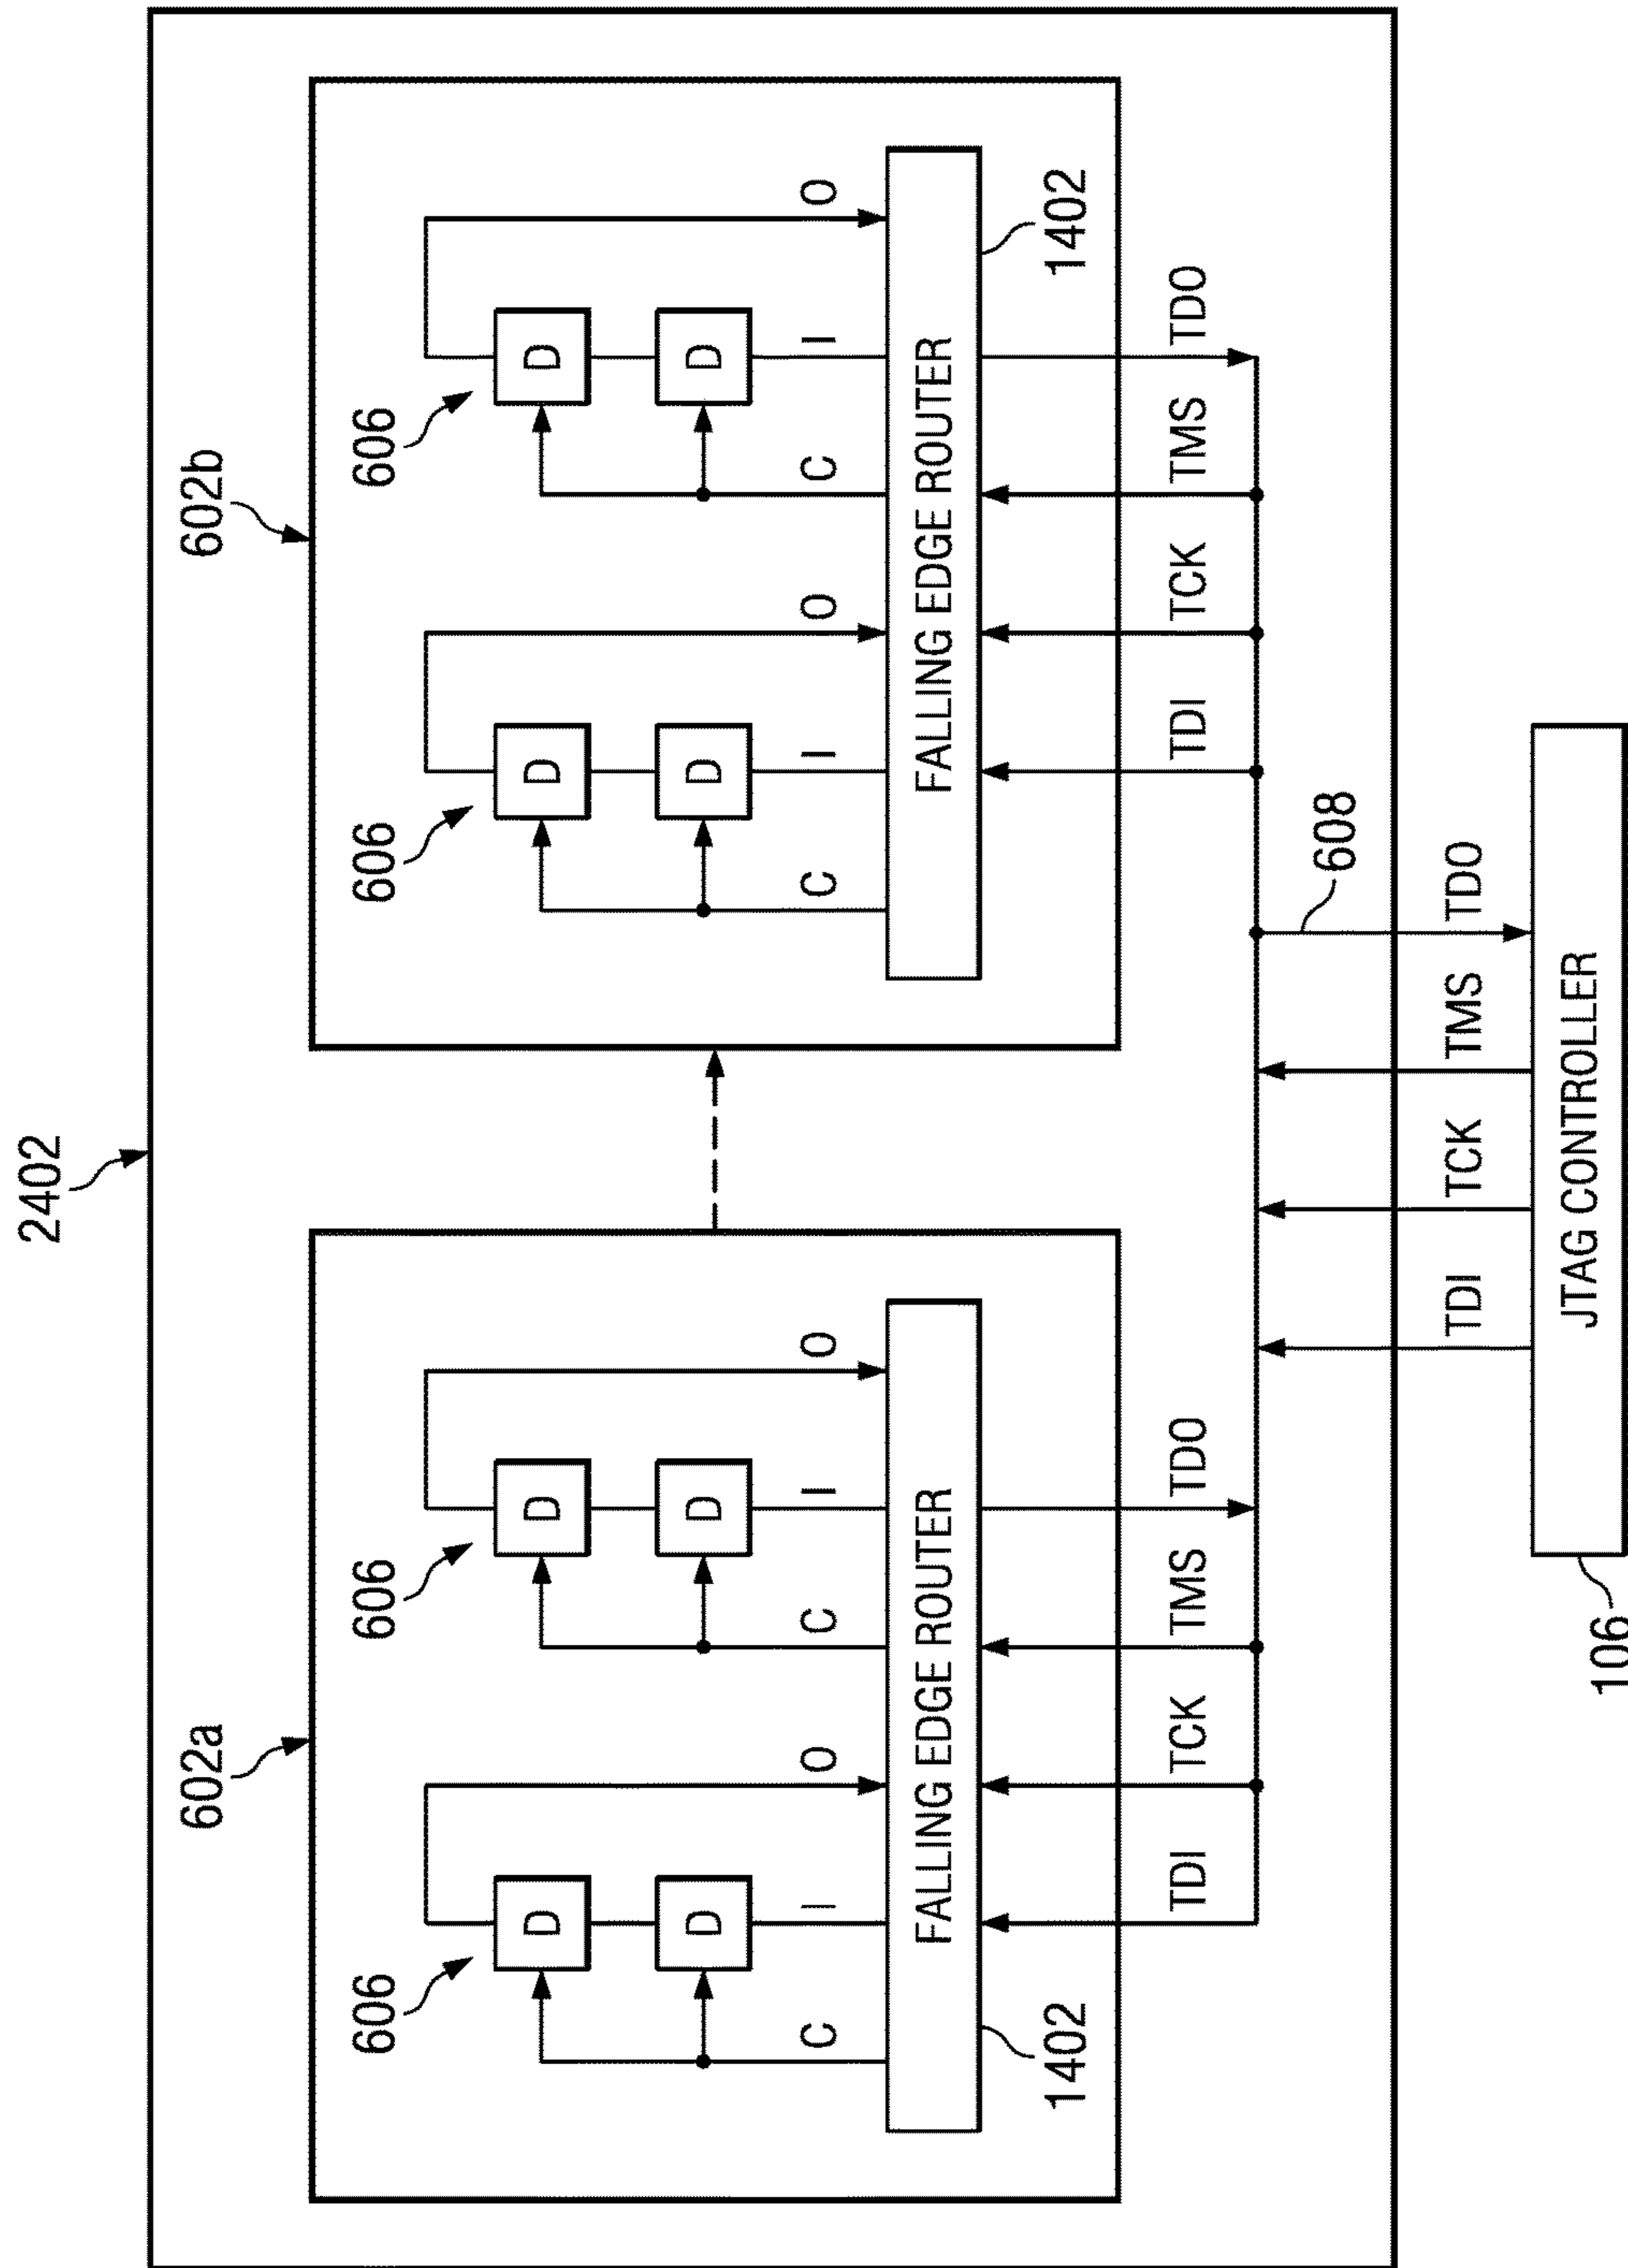 2402
602a
602b
606
606
606
606
D
D
D
D
D
D
D
D
C
I
O
C
I
O
C
I
O
C
I
O
FALLING EDGE ROUTER
FALLING EDGE ROUTER
1402
1402
TDI
TCK
TMS
TDO
TDI
TCK
TMS
TDO
608
TDI
TCK
TMS
TDO
JTAG CONTROLLER
106